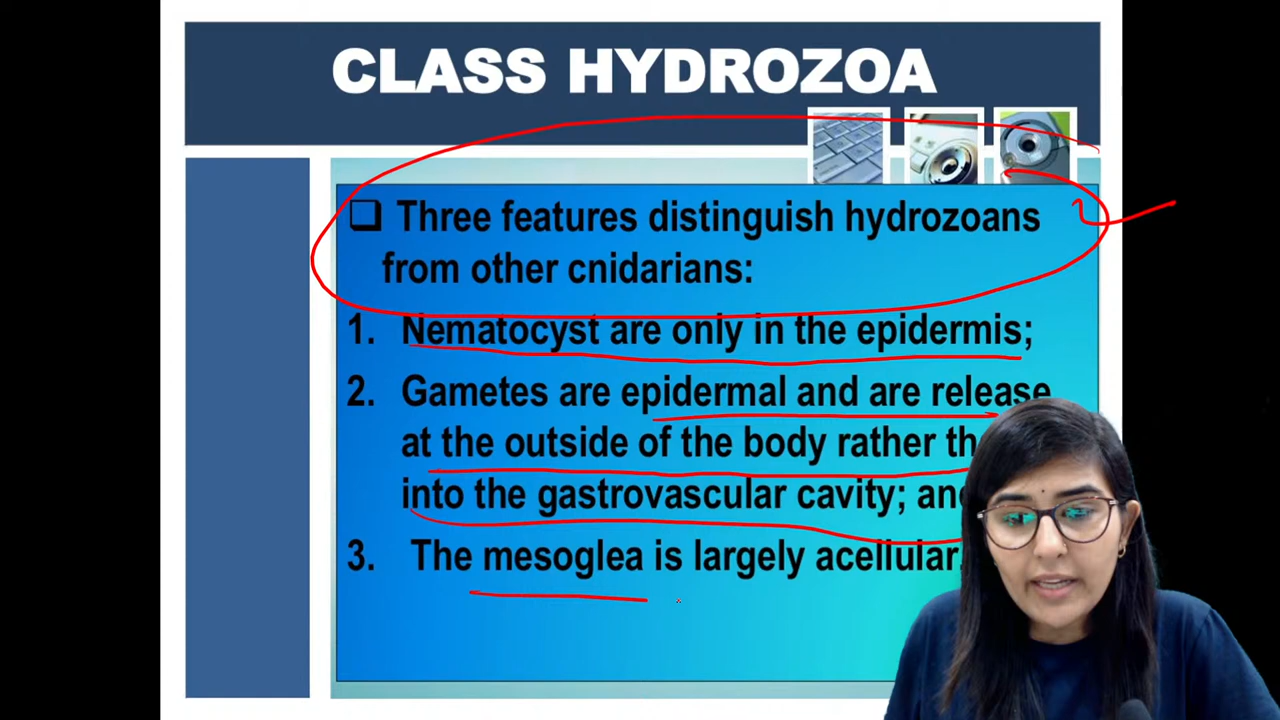 CLASS HYDROZOA
❑ Three features distinguish hydrozoans
from other cnidarians:
1. Nematocyst are only in the epidermis;
2. Gametes are epidermal and are release
at the outside of the body rather
into the gastrovascular cavity;
3. The mesoglea is largely acellular